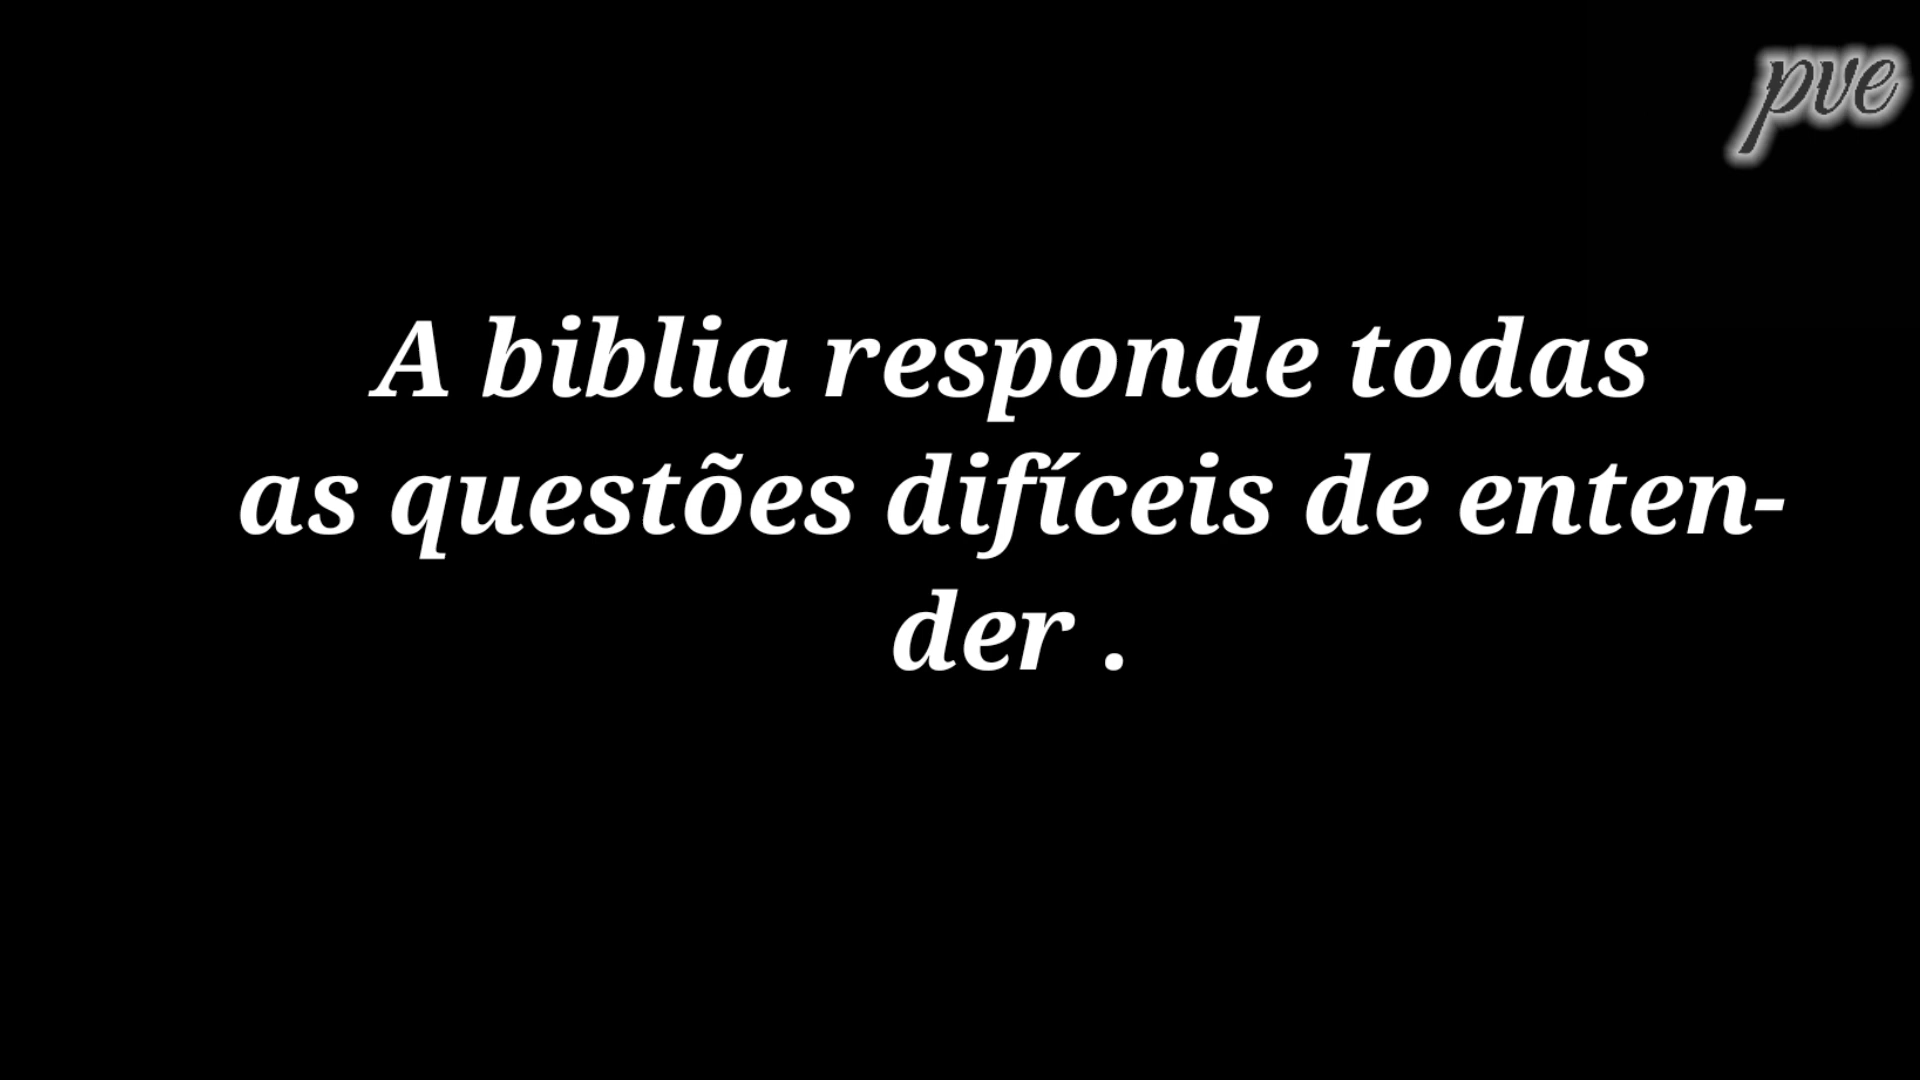 pve
A biblia responde todas
as questões difíceis de enten-
der .